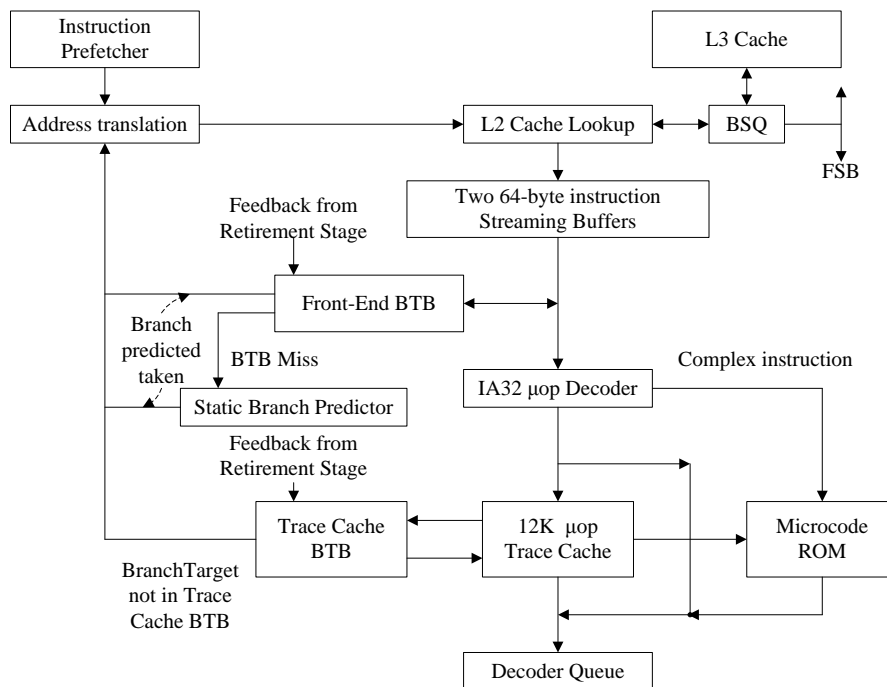 Instruction
Prefetcher
L3 Cache
Address translation
L2 Cache Lookup
BSQ
FSB
Two 64-byte instruction
Streaming Buffers
Feedback from
Retirement Stage
Front-End BTB
Branch
predicted
taken
BTB Miss
Complex instruction
IA32 μop Decoder
Static Branch Predictor
Feedback from
Retirement Stage
Trace Cache
BTB
12K μop
Trace Cache
Microcode
ROM
BranchTarget
not in Trace
Cache BTB
Decoder Queue